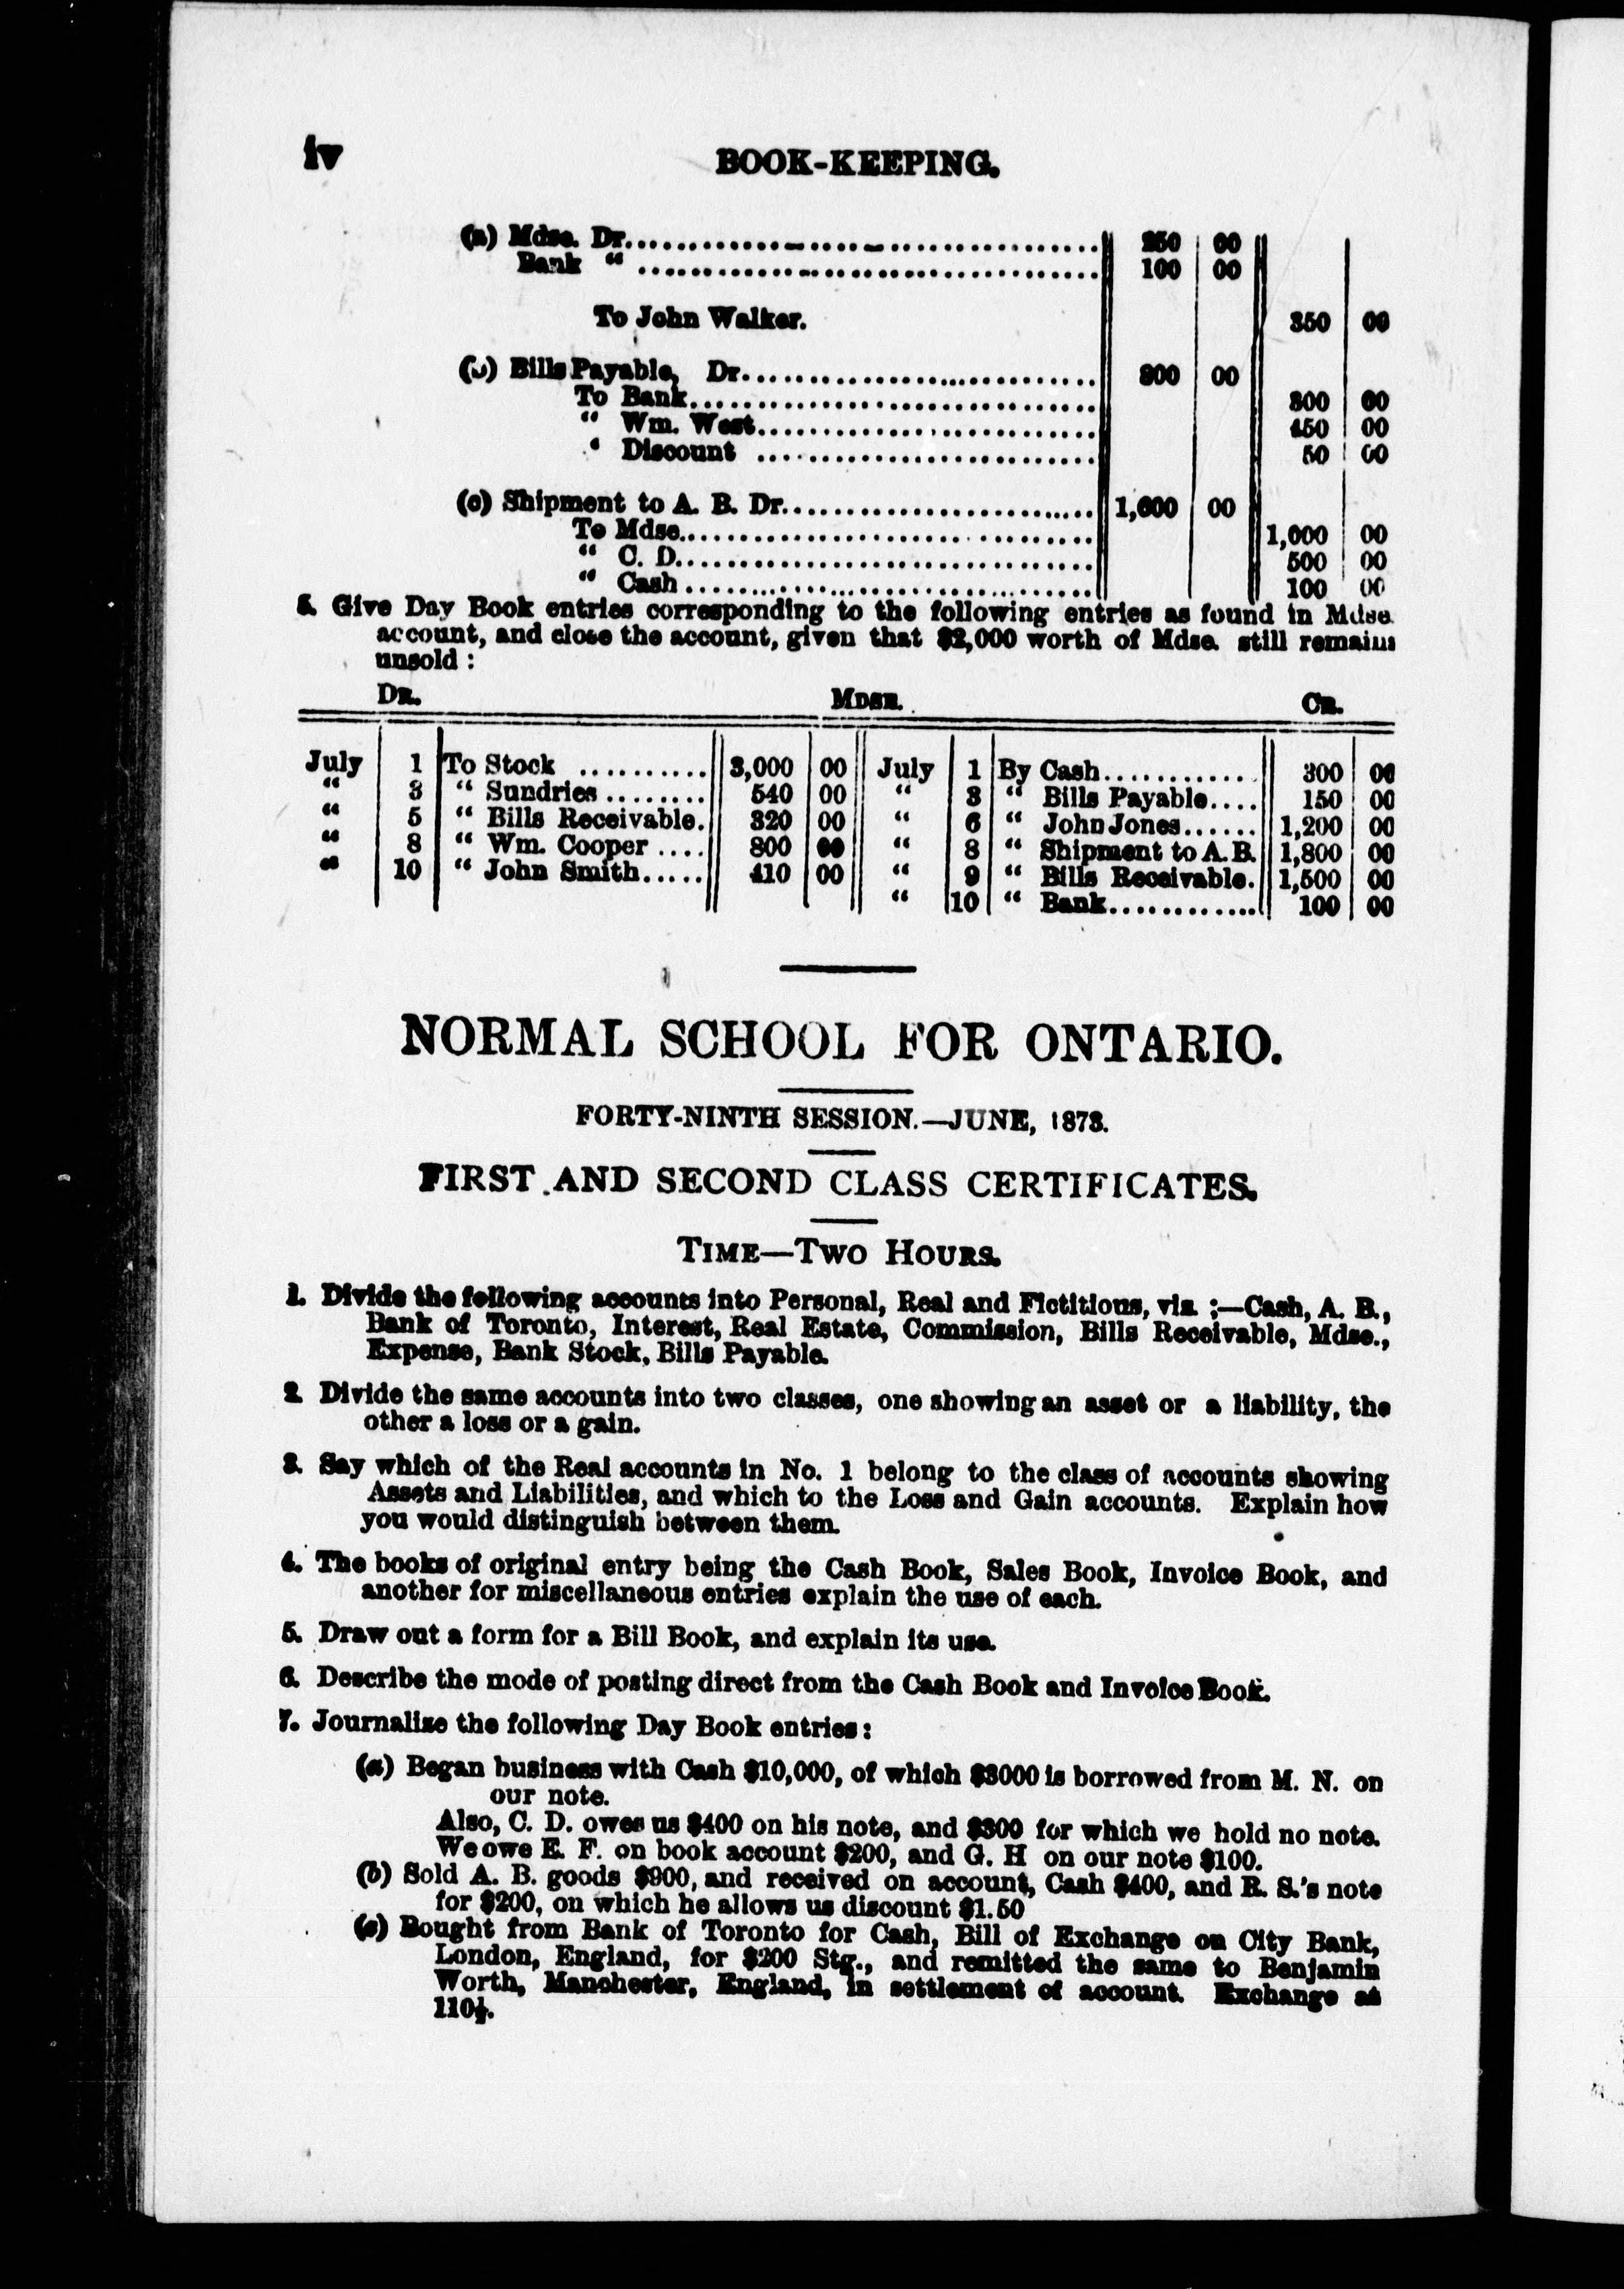 iv
BOOK-KEEPING.
(a) Mdse. Dr. 250 00
Bank “ 100 00
To John Walker. 350 00
(b) Bills Payable, Dr. 800 00
To Bank 300 00
“ Wm. West 450 00
‘ Discount 50 00
(c) Shipment to A. B. Dr. 1,600 00
To Mdse 1,000 00
“ C. D. 500 00
“ Cash 100 00
5. Give Day Book entries corresponding to the following entries as found in Mdse.
account, and close the account, given that $2,000 worth of Mdse. still remains
unsold :
DR. MDSE. CR.
July 1 To Stock 3,000 00 July 1 By Cash 300 00
“ 3 “ Sundries 540 00 “ 3 “ Bills Payable 150 00
“ 5 “ Bills Receivable. 320 00 “ 6 “ John Jones 1,200 00
“ 8 “ Wm. Cooper 800 00 “ 8 “ Shipment to A. B. 1,800 00
“ 10 “ John Smith 410 00 “ 9 “ Bills Receivable. 1,500 00
“ 10 “ Bank 100 00
NORMAL SCHOOL FOR ONTARIO.
FORTY-NINTH SESSION.—JUNE, 1873.
FIRST AND SECOND CLASS CERTIFICATES.
TIME—TWO HOURS.
1. Divide the following accounts into Personal, Real and Fictitious, viz ;—Cash, A. B.,
Bank of Toronto, Interest, Real Estate, Commission, Bills Receivable, Mdse.,
Expense, Bank Stock, Bills Payable.
2. Divide the same accounts into two classes, one showing an asset or a liability, the
other a loss or a gain.
3. Say which of the Real accounts in No. 1 belong to the class of accounts showing
Assets and Liabilities, and which to the Loss and Gain accounts. Explain how
you would distinguish between them.
4. The books of original entry being the Cash Book, Sales Book, Invoice Book, and
another for miscellaneous entries explain the use of each.
5. Draw out a form for a Bill Book, and explain its use.
6. Describe the mode of posting direct from the Cash Book and Invoice Book.
7. Journalize the following Day Book entries:
(a) Began business with Cash $10,000, of which $3000 is borrowed from M. N. on
our note.
Also, C. D. owes us $400 on his note, and $300 for which we hold no note.
We owe E. F. on book account $200, and G. H on our note $100.
(b) Sold A. B. goods $900, and received on account, Cash $400, and R. S.'s note
for $200, on which he allows us discount $1.50
(c) Bought from Bank of Toronto for Cash, Bill of Exchange on City Bank,
London, England, for $200 Stg., and remitted the same to Benjamin
Worth, Manchester, England, in settlement of account. Exchange at
110½.